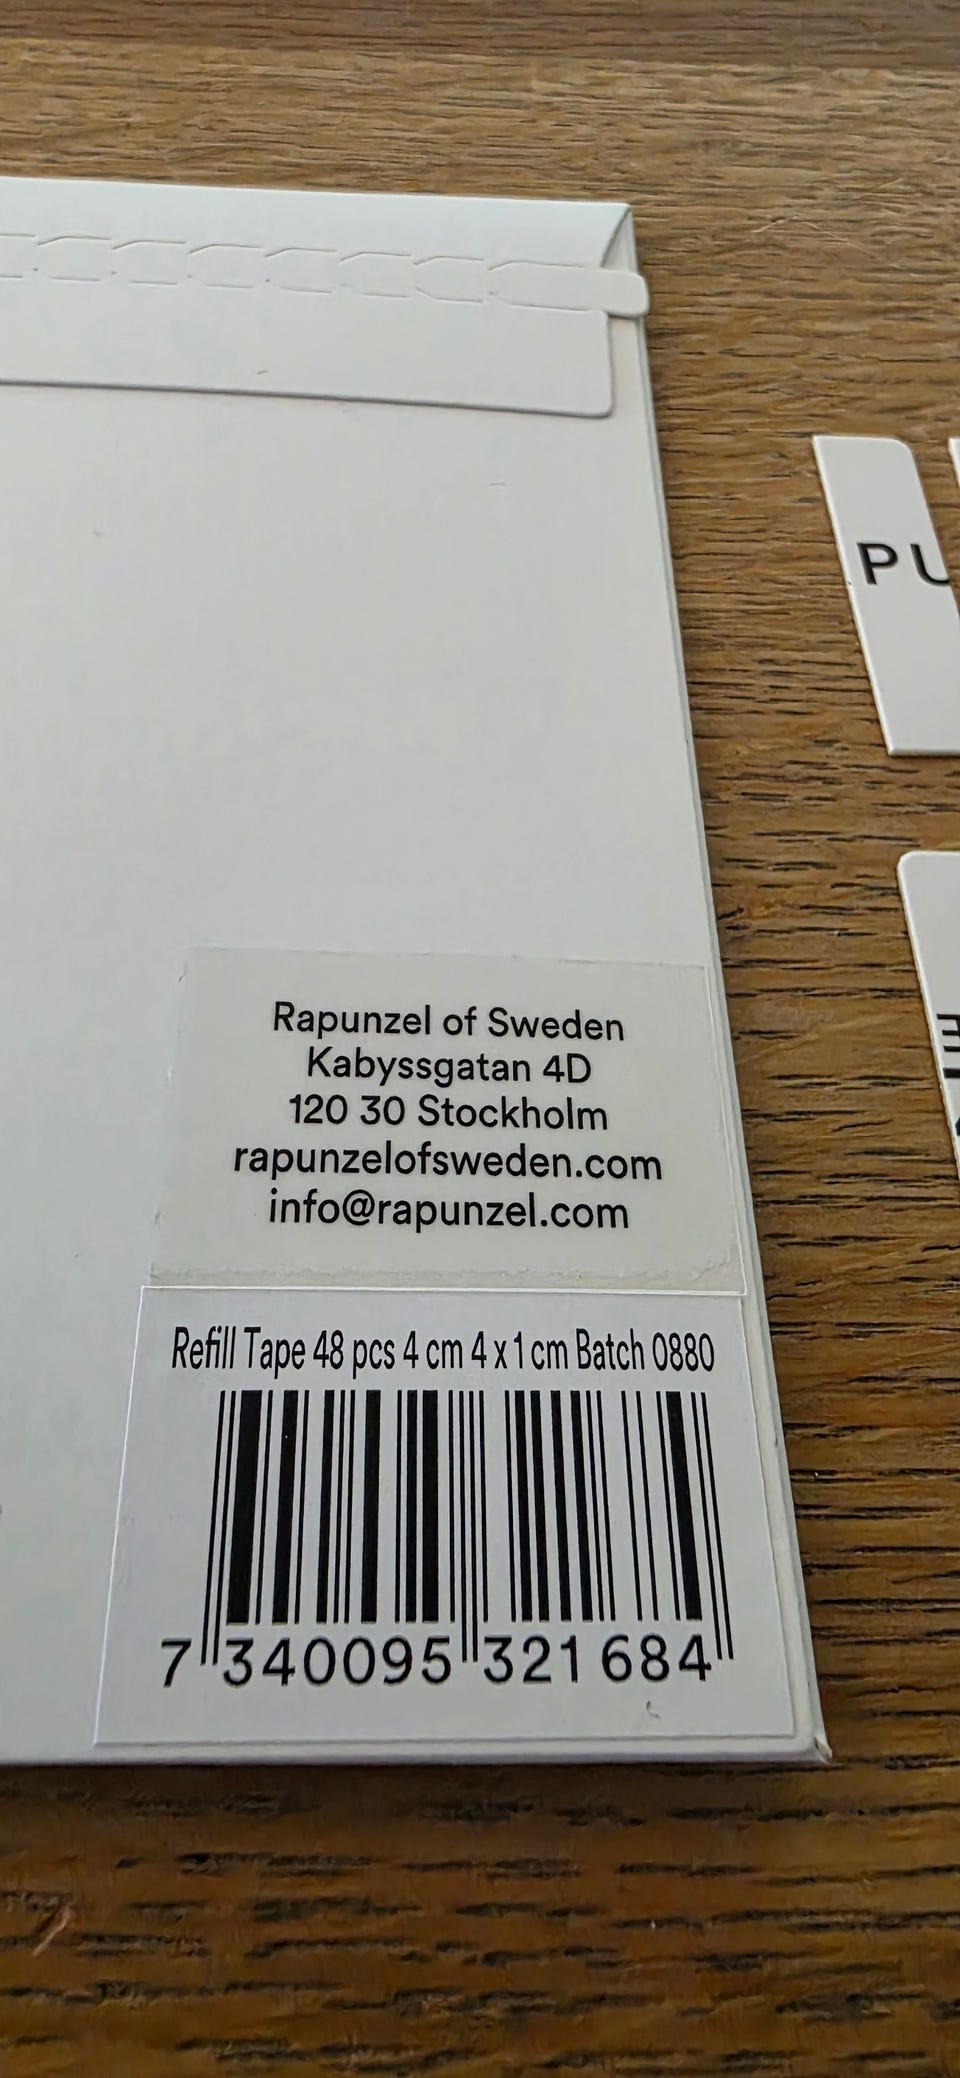 PU
Rapunzel of Sweden
Kabyssgatan 4D
120 30 Stockholm
rapunzelofsweden.com
info@rapunzel.com
Refill Tape 48 pcs 4 cm 4 x 1 cm Batch 0880
7 340095 321684